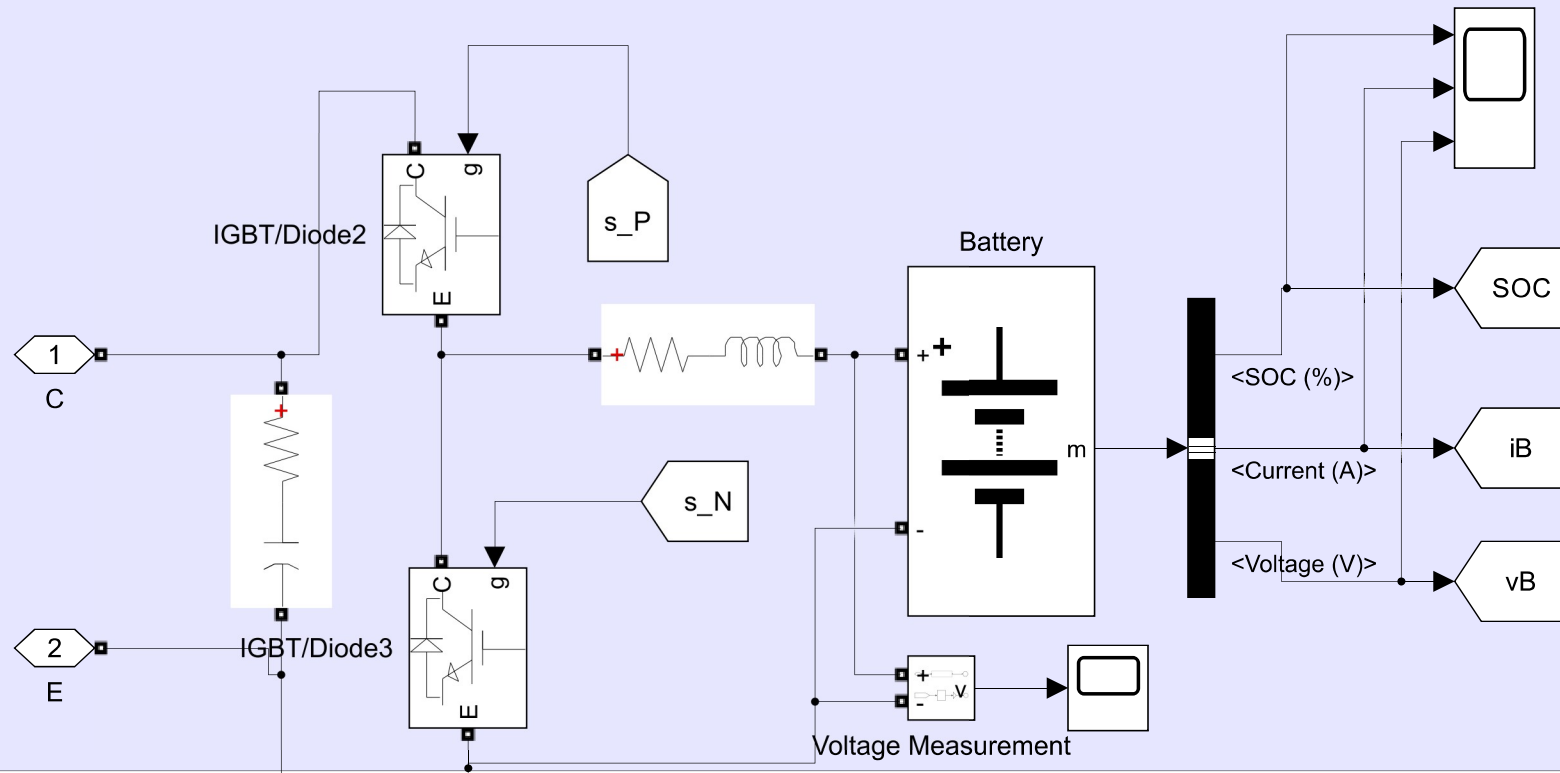 C
g
s_P
IGBT/Diode2
Battery
E
SOC
1
C
+
+
+
+
<SOC (%)>
m
iB
<Current (A)>
s_N
-
<Voltage (V)>
vB
C
g
2
E
IGBT/Diode3
+
v
-
E
Voltage Measurement